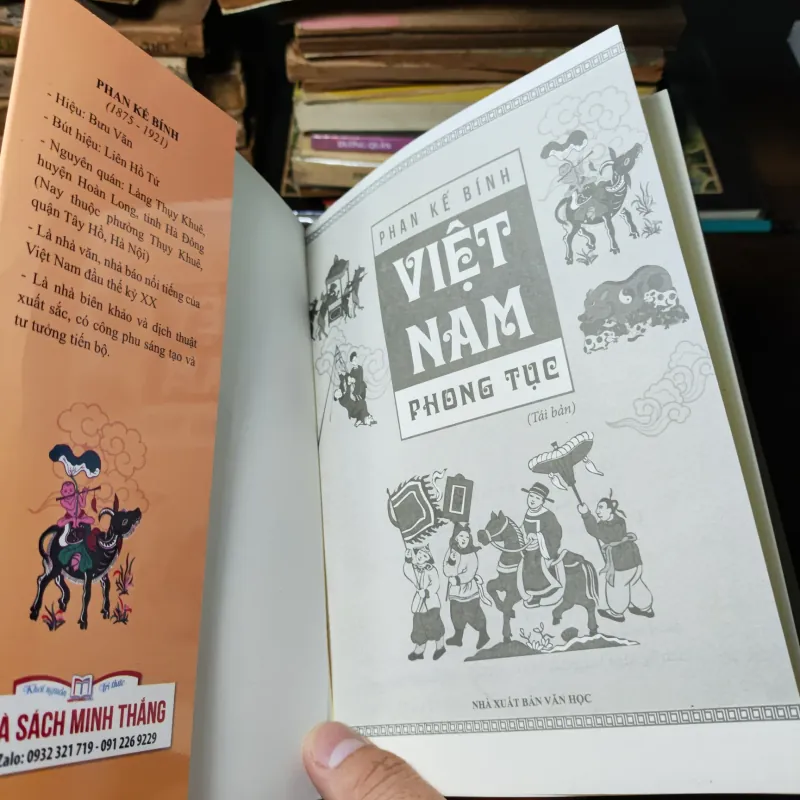 PHAN KẾ BÍNH
(1875 - 1921)
- Hiệu: Bưu Văn
- Bút hiệu: Liên Hồ Tử
- Nguyên quán: Làng Thụy Khuê,
huyện Hoàn Long, tỉnh Hà Đông
(Nay thuộc phường Thụy Khuê,
quận Tây Hồ, Hà Nội)
- Là nhà văn, nhà báo nổi tiếng của
Việt Nam đầu thế kỷ XX
- Là nhà biên khảo và dịch thuật
xuất sắc, có công phu sáng tạo và
tư tưởng tiến bộ.
Khơi nguồn tri thức
À SÁCH MINH THẮNG
Zalo: 0932 321 719 - 091 226 9229
PHAN KẾ BÍNH
VIỆT
NAM
PHONG TỤC
(Tái bản)
NHÀ XUẤT BẢN VĂN HỌC